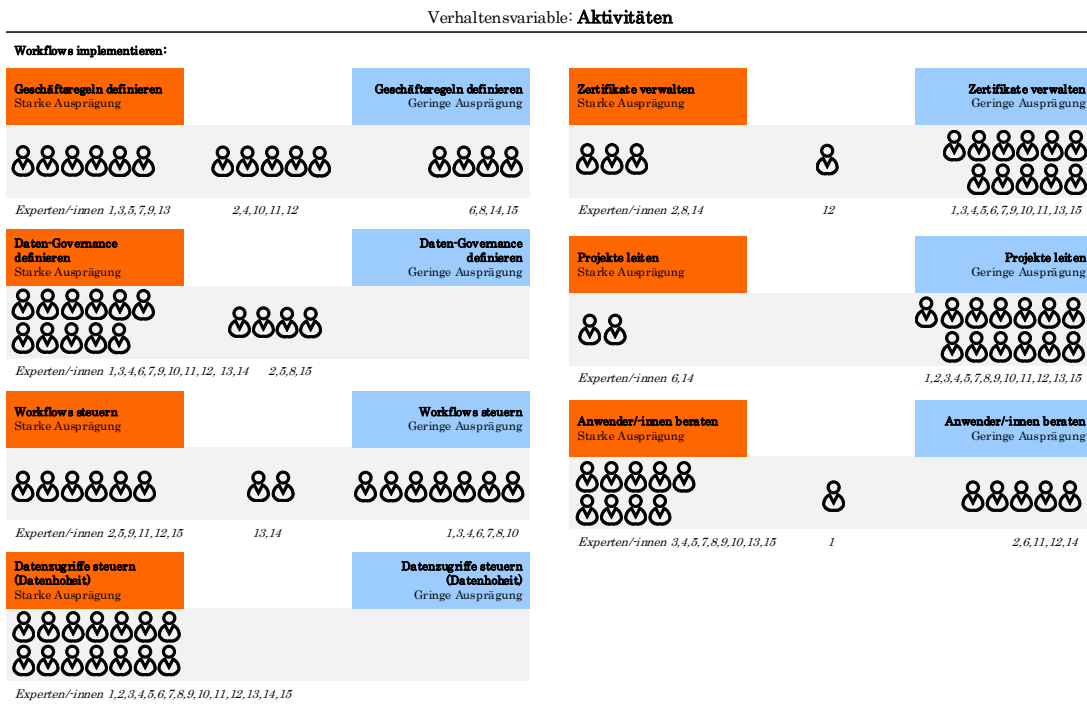 Verhaltensvariable: Aktivitäten
Workflows implementieren:
Geschäftsregeln definieren
Starke Ausprägung
Geschäftsregeln definieren
Geringe Ausprägung
Experten/-innen 1,3,5,7,9,13
2,4,10,11,12
6,8,14,15
Daten-Governance
definieren
Starke Ausprägung
Daten-Governance
definieren
Geringe Ausprägung
Experten/-innen 1,3,4,6,7,9,10,11,12, 13,14
2,5,8,15
Workflows steuern
Starke Ausprägung
Workflows steuern
Geringe Ausprägung
Experten/-innen 2,5,9,11,12,15
13,14
1,3,4,6,7,8,10
Datenzugriffe steuern
(Datenhoheit)
Starke Ausprägung
Datenzugriffe steuern
(Datenhoheit)
Gringe Ausprägung
Experten/-innen 1,2,3,4,5,6,7,8,9,10,11,12,13,14,15
Zertifikate verwalten
Starke Ausprägung
Zertifikate verwalten
Geringe Ausprägung
Experten/-innen 2,8,14
12
1,3,4,5,6,7,9,10,11,13,15
Projekte leiten
Starke Ausprägung
Projekte leiten
Geringe Ausprägung
Experten/-innen 6,14
1,2,3,4,5,7,8,9,10,11,12,13,15
Anwender/-innen beraten
Starke Ausprägung
Anwender/-innen beraten
Geringe Ausprägung
Experten/-innen 3,4,5,7,8,9,10,13,15
1
2,6,11,12,14